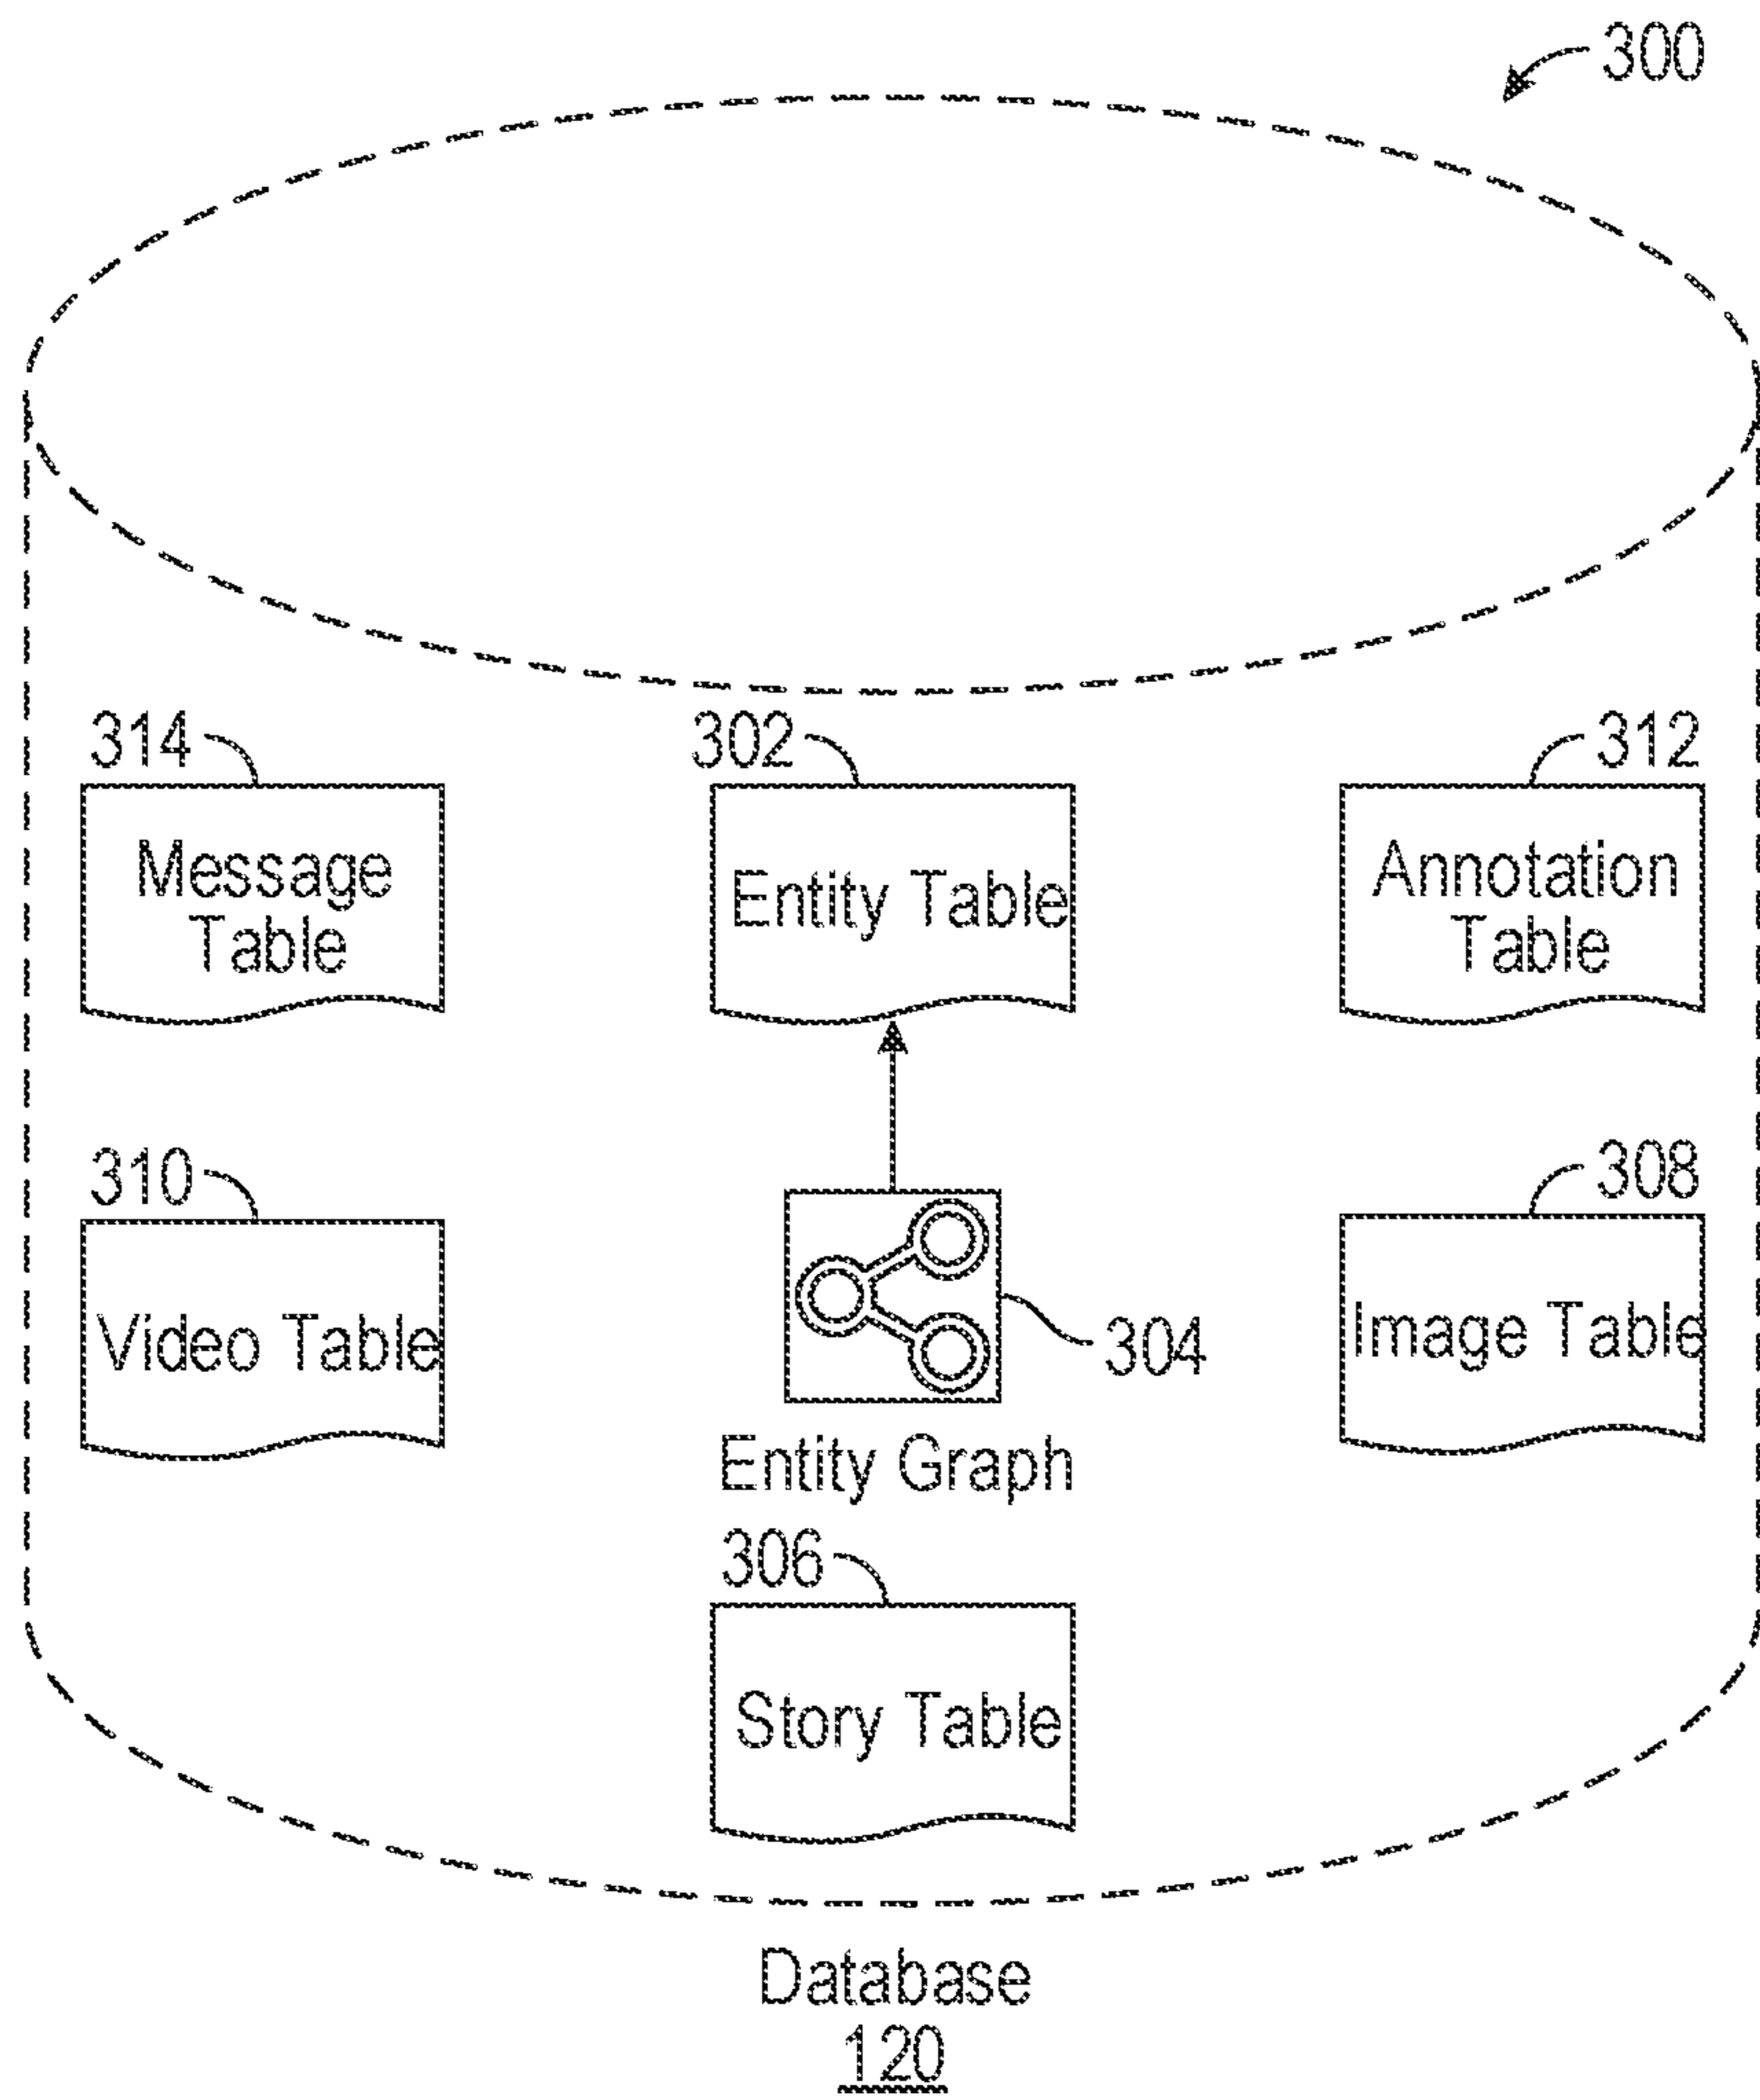 300
314
302
312
Message
Table
Entity Table
Annotation
Table
310
308
Video Table
304
Image Table
Entity Graph
306
Story Table
Database
120